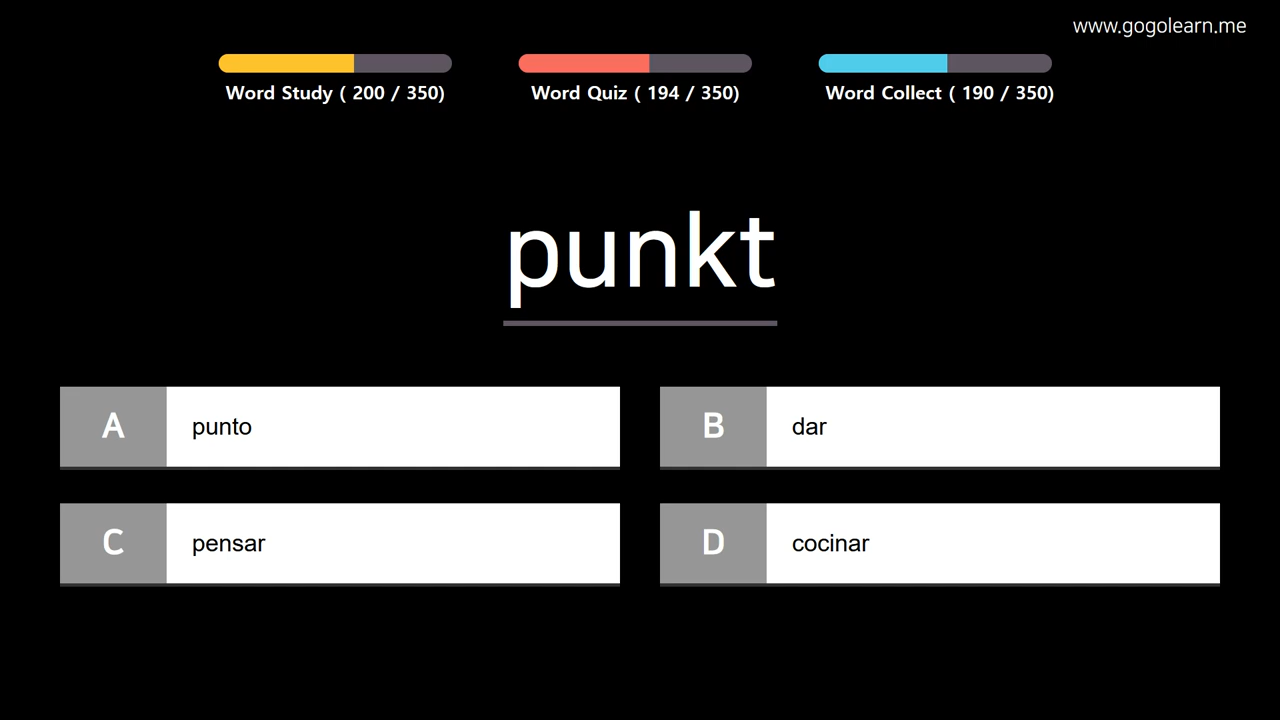 www.gogolearn.me
Word Study ( 200 / 350)
Word Quiz ( 194 / 350)
Word Collect ( 190 / 350)
punkt
A punto
B dar
C pensar
D cocinar